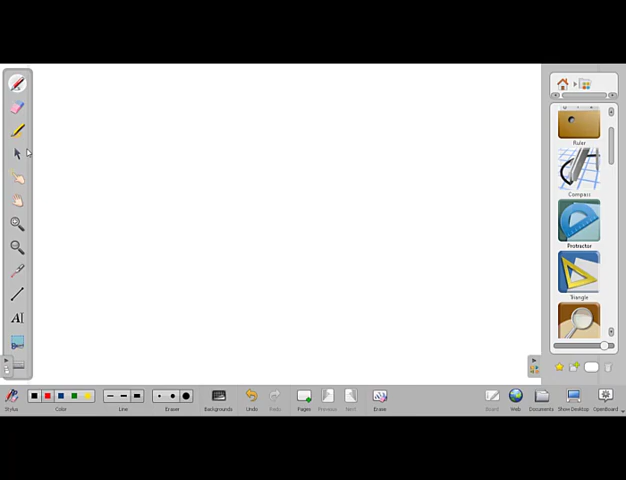 Ruler
Compass
Protractor
Triangle
AI
Stylus
Color
Line
Eraser
Backgrounds
Undo
Redo
Pages
Previous
Next
Erase
Board
Web
Documents
Show Desktop
OpenBoard